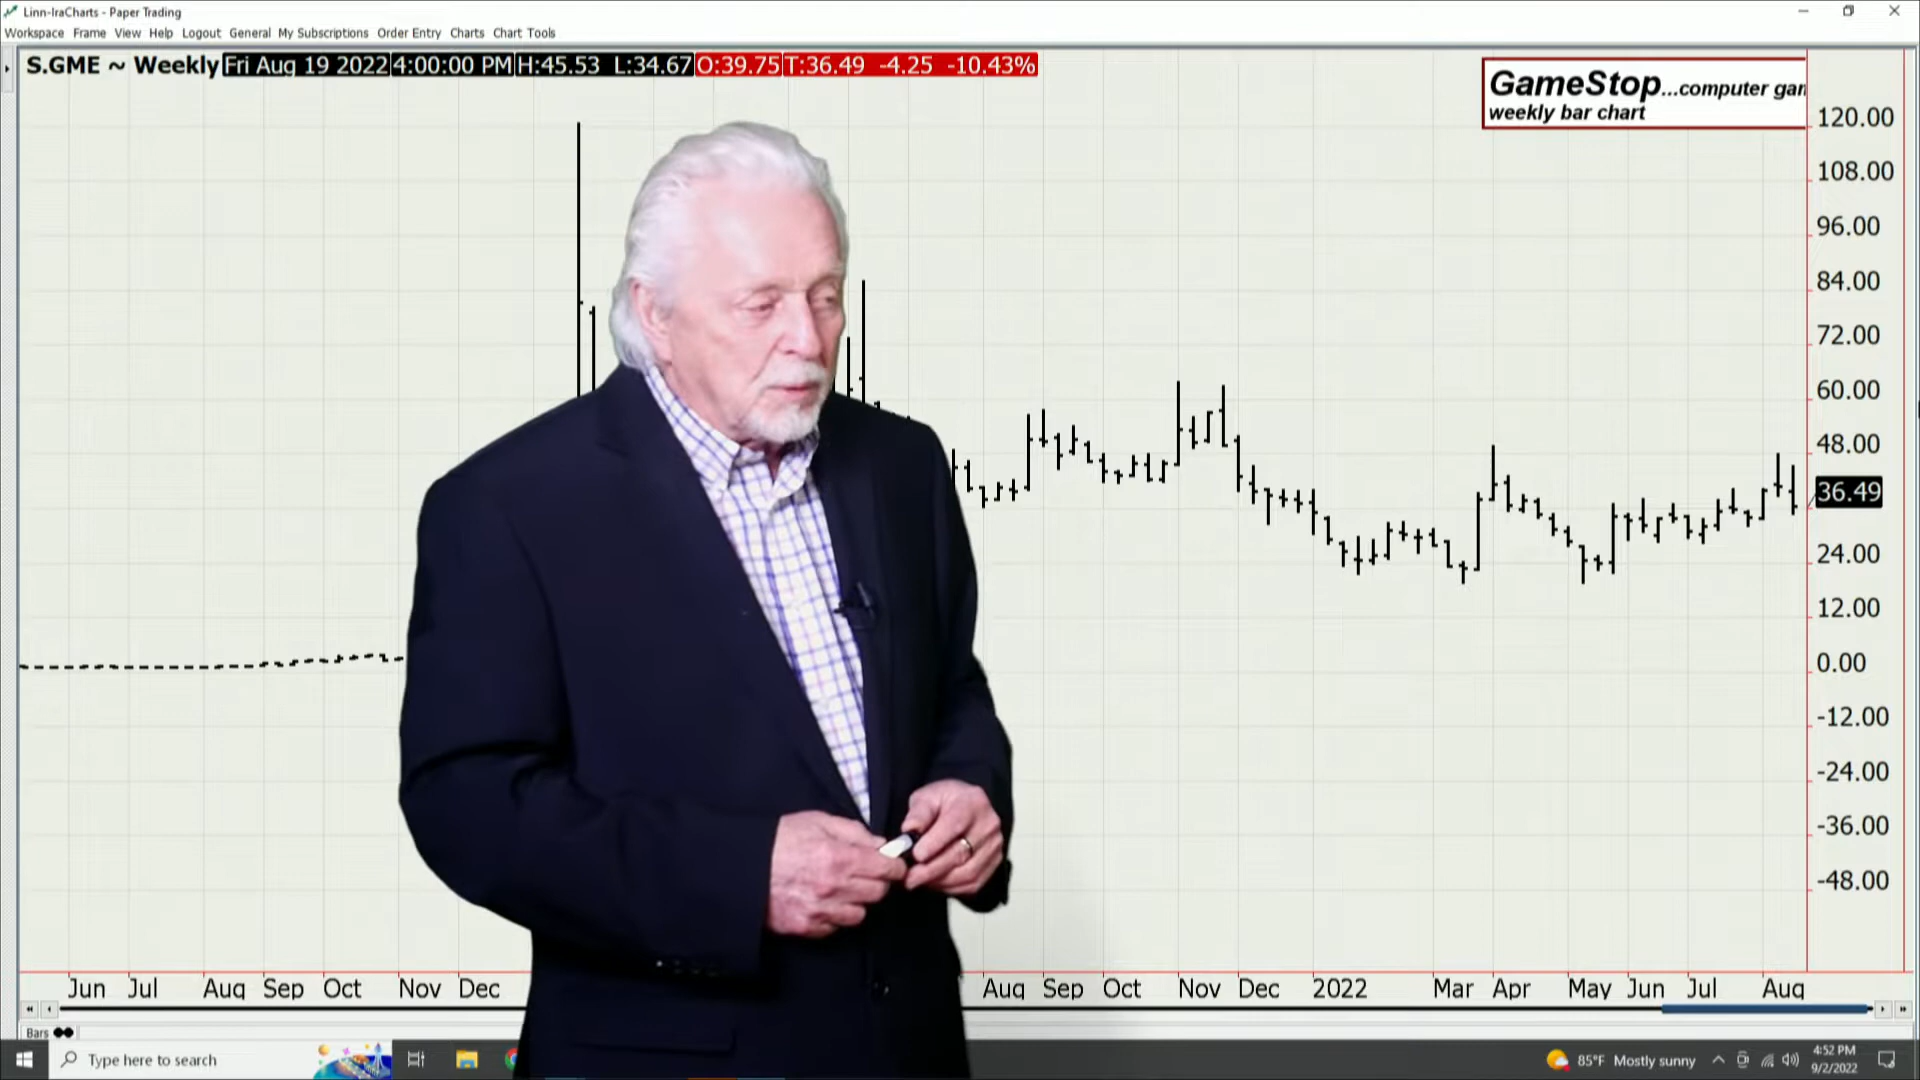 Linn-IraCharts - Paper Trading
Workspace Frame View Help Logout General My Subscriptions Order Entry Charts Chart Tools
S.GME ~ Weekly Fri Aug 19 2022 4:00:00 PM H:45.53 L:34.67 O:39.75 T:36.49 -4.25 -10.43%
GameStop...computer gam
weekly bar chart
120.00
108.00
96.00
84.00
72.00
60.00
48.00
36.49
24.00
12.00
0.00
-12.00
-24.00
-36.00
-48.00
Jun Jul Aug Sep Oct Nov Dec Aug Sep Oct Nov Dec 2022 Mar Apr May Jun Jul Aug
Bars
Type here to search
85°F Mostly sunny
4:52 PM
9/2/2022